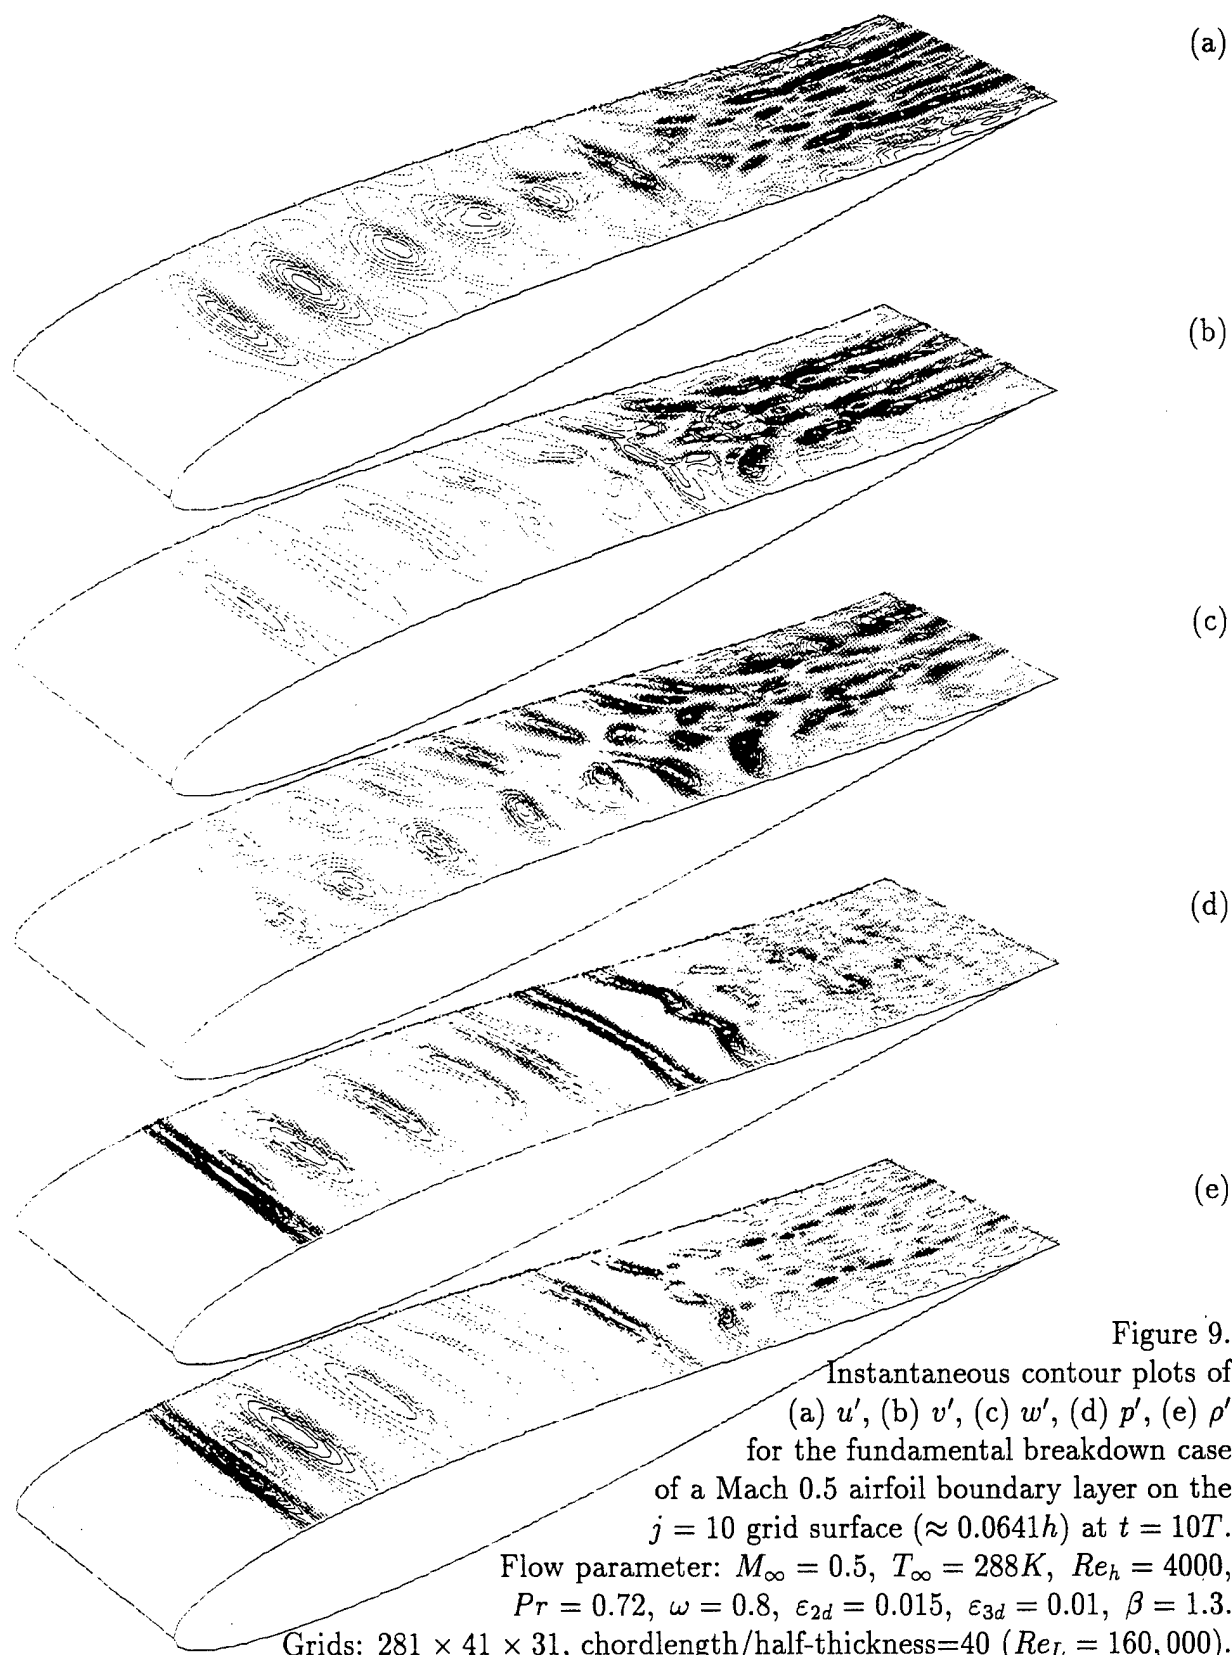 (a)
(b)
(c)
(d)
(e)
Figure 9.
Instantaneous contour plots of
(a) u′, (b) v′, (c) w′, (d) p′, (e) ρ′
for the fundamental breakdown case
of a Mach 0.5 airfoil boundary layer on the
j = 10 grid surface (≈ 0.0641h) at t = 10T.
Flow parameter: M∞ = 0.5, T∞ = 288K, Reₕ = 4000,
Pr = 0.72, ω = 0.8, ε₂d = 0.015, ε₃d = 0.01, β = 1.3.
Grids: 281 × 41 × 31, chordlength/half-thickness=40 (Re_L = 160,000).